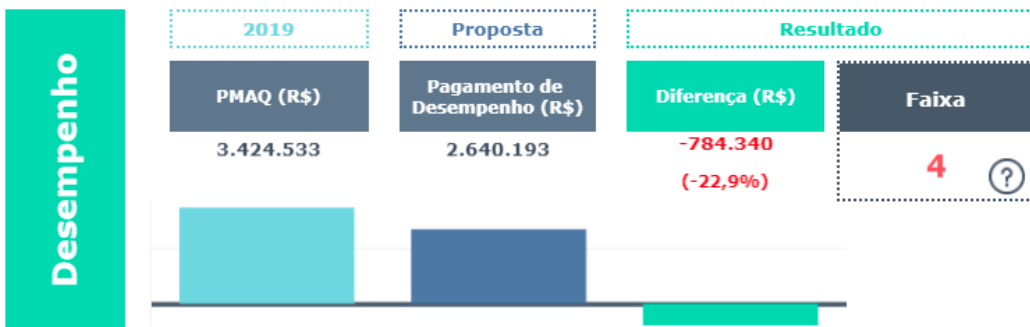 Desempenho
2019
Proposta
Resultado
PMAQ (R$)
Pagamento de
Desempenho (R$)
Diferença (R$)
Faixa
3.424.533
2.640.193
-784.340
(-22,9%)
4
?